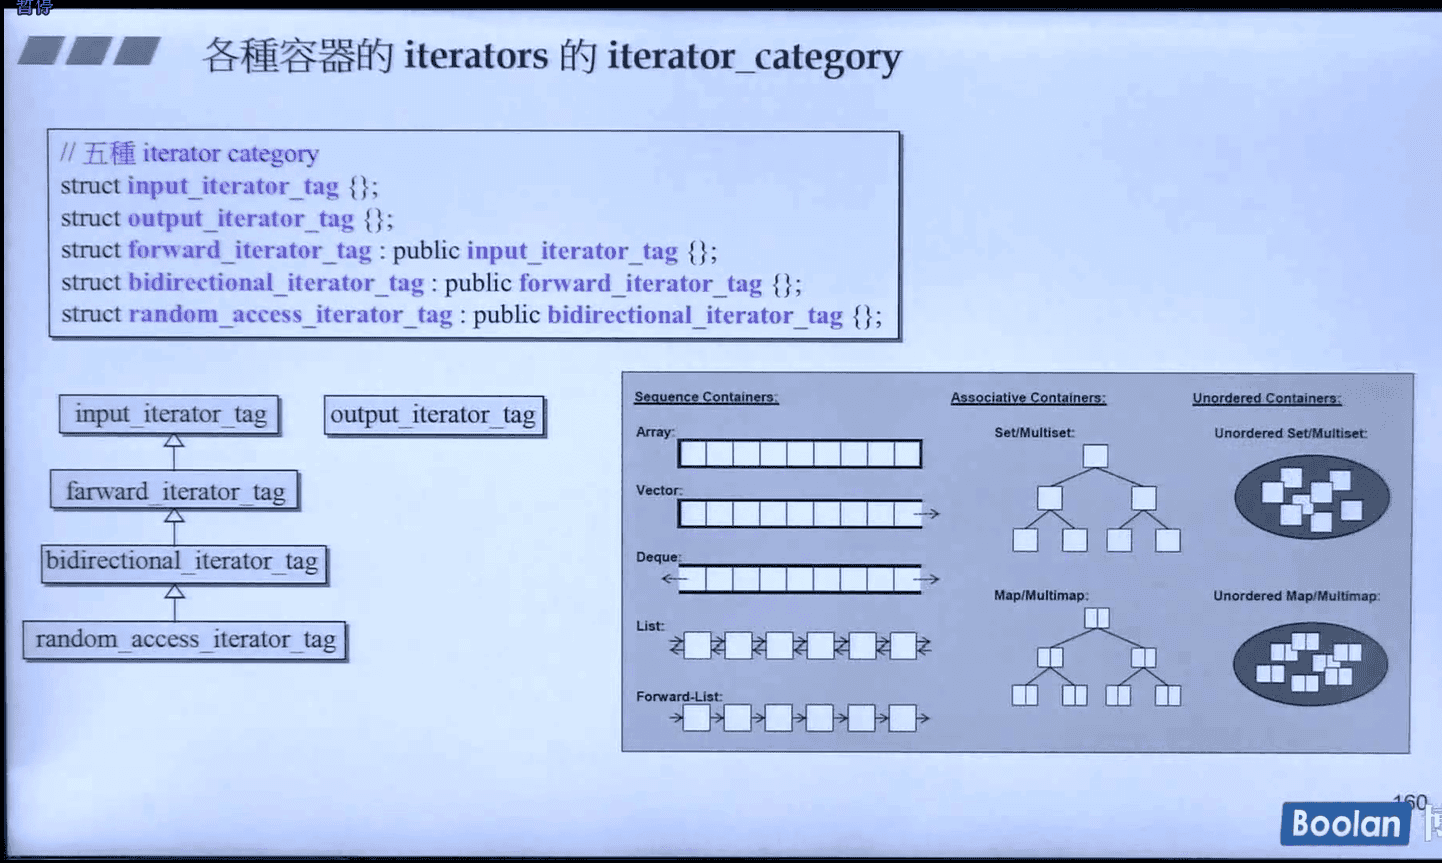 暫停
各種容器的 iterators 的 iterator_category
// 五種 iterator category
struct input_iterator_tag {};
struct output_iterator_tag {};
struct forward_iterator_tag : public input_iterator_tag {};
struct bidirectional_iterator_tag : public forward_iterator_tag {};
struct random_access_iterator_tag : public bidirectional_iterator_tag {};
input_iterator_tag
output_iterator_tag
farward_iterator_tag
bidirectional_iterator_tag
random_access_iterator_tag
Sequence Containers:
Array:
Vector:
Deque:
List:
Forward-List:
Associative Containers:
Set/Multiset:
Map/Multimap:
Unordered Containers:
Unordered Set/Multiset:
Unordered Map/Multimap:
160
Boolan